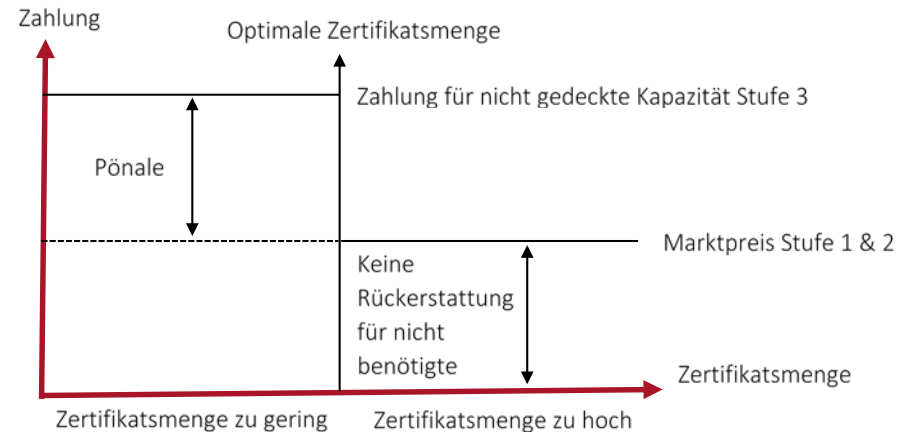 Zahlung
Optimale Zertifikatsmenge
Zahlung für nicht gedeckte Kapazität Stufe 3
Pönale
Marktpreis Stufe 1 & 2
Keine
Rückerstattung
für nicht
benötigte
Zertifikatsmenge
Zertifikatsmenge zu gering
Zertifikatsmenge zu hoch